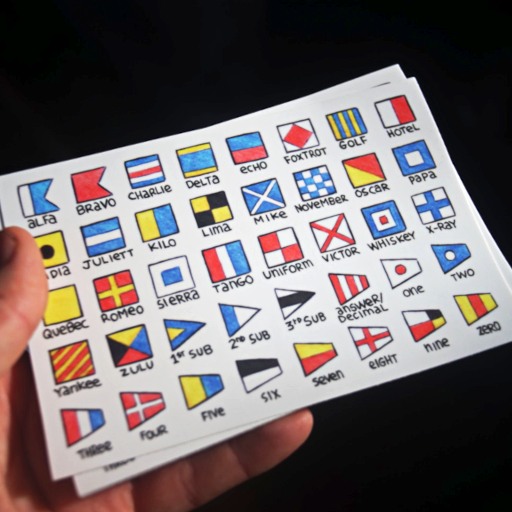 aLFa BRavo CHaRLie DeLTa eCHO FOXTROT GOLF HOTeL
Dia JULieTT KiLO Lima Mike NOVeMBeR OSCaR PaPa
QUeBeC ROMeO SieRRa TaNGO UNiFORM ViKTOR WHiSKeY X-Ray
Yankee ZULU 1ST SUB 2ND SUB 3RD SUB answeR/ ONe TWO
DeCimaL
THRee FOUR Five Six Seven eiGHT Nine ZeRO